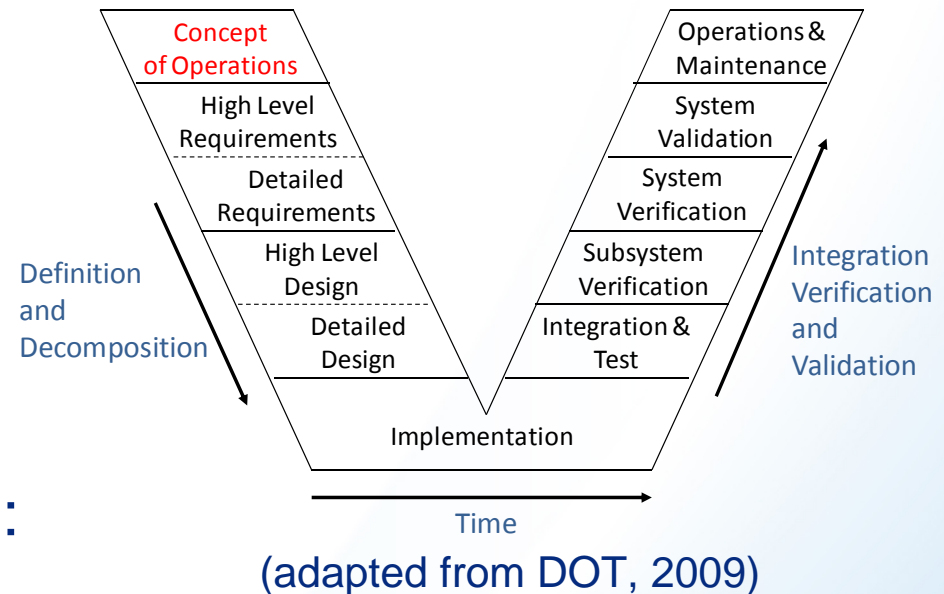 Concept
of Operations
High Level
Requirements
Detailed
Requirements
High Level
Design
Detailed
Design
Implementation
Operations &
Maintenance
System
Validation
System
Verification
Subsystem
Verification
Integration &
Test
Definition
and
Decomposition
Integration
Verification
and
Validation
:
Time
(adapted from DOT, 2009)